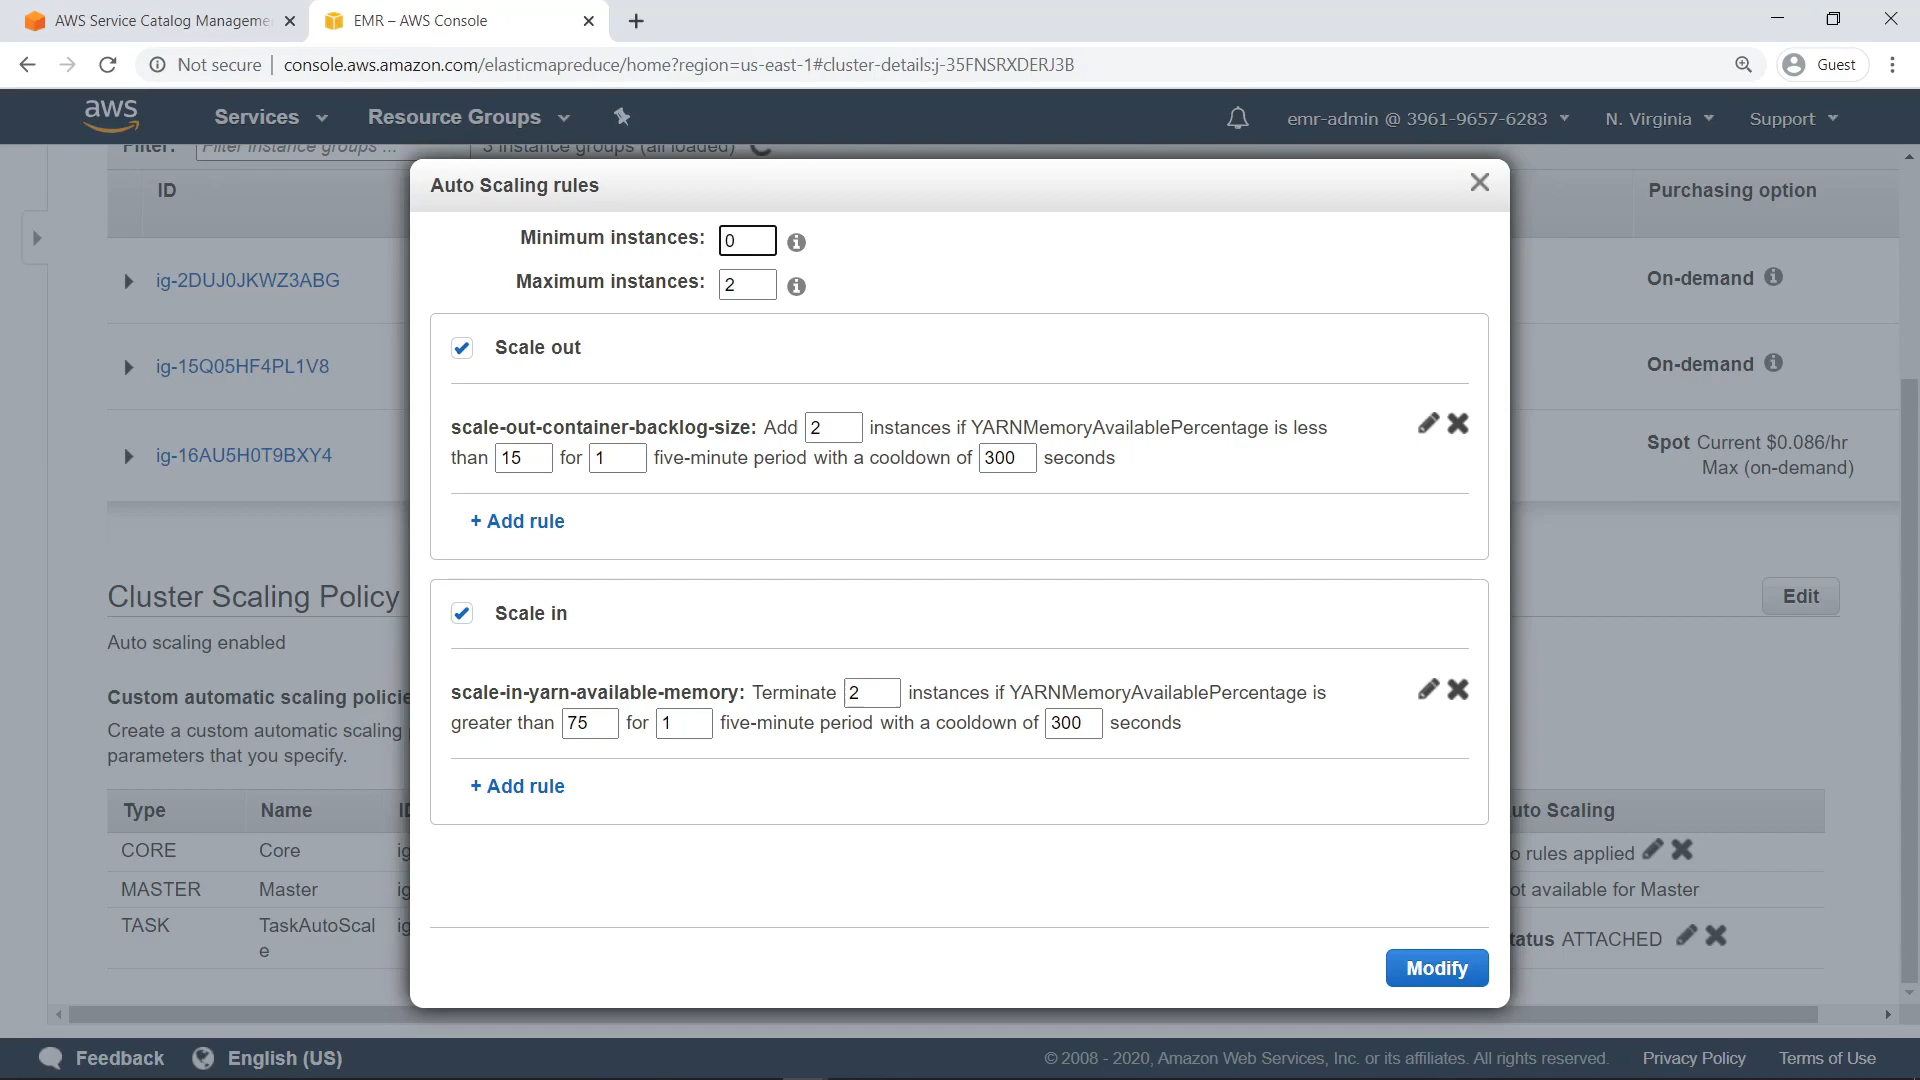 AWS Service Catalog Manageme
EMR – AWS Console
Not secure
console.aws.amazon.com/elasticmapreduce/home?region=us-east-1#cluster-details:j-35FNSRXDERJ3B
Guest
aws
Services
Resource Groups
emr-admin @ 3961-9657-6283
N. Virginia
Support
Filter:
Filter instance groups ...
3 instance groups (all loaded)
Auto Scaling rules
ID
Purchasing option
Minimum instances: 0
Maximum instances: 2
ig-2DUJ0JKWZ3ABG
On-demand
ig-15Q05HF4PL1V8
On-demand
ig-16AU5H0T9BXY4
Spot Current $0.086/hr
Max (on-demand)
Scale out
scale-out-container-backlog-size: Add 2 instances if YARNMemoryAvailablePercentage is less
than 15 for 1 five-minute period with a cooldown of 300 seconds
+ Add rule
Scale in
scale-in-yarn-available-memory: Terminate 2 instances if YARNMemoryAvailablePercentage is
greater than 75 for 1 five-minute period with a cooldown of 300 seconds
+ Add rule
Modify
Cluster Scaling Policy
Edit
Auto scaling enabled
Custom automatic scaling policie
Create a custom automatic scaling
parameters that you specify.
Type
Name
ID
uto Scaling
CORE
Core
ig
o rules applied
MASTER
Master
ig
ot available for Master
TASK
TaskAutoScal
e
ig
tatus ATTACHED
Feedback
English (US)
© 2008 - 2020, Amazon Web Services, Inc. or its affiliates. All rights reserved.
Privacy Policy
Terms of Use